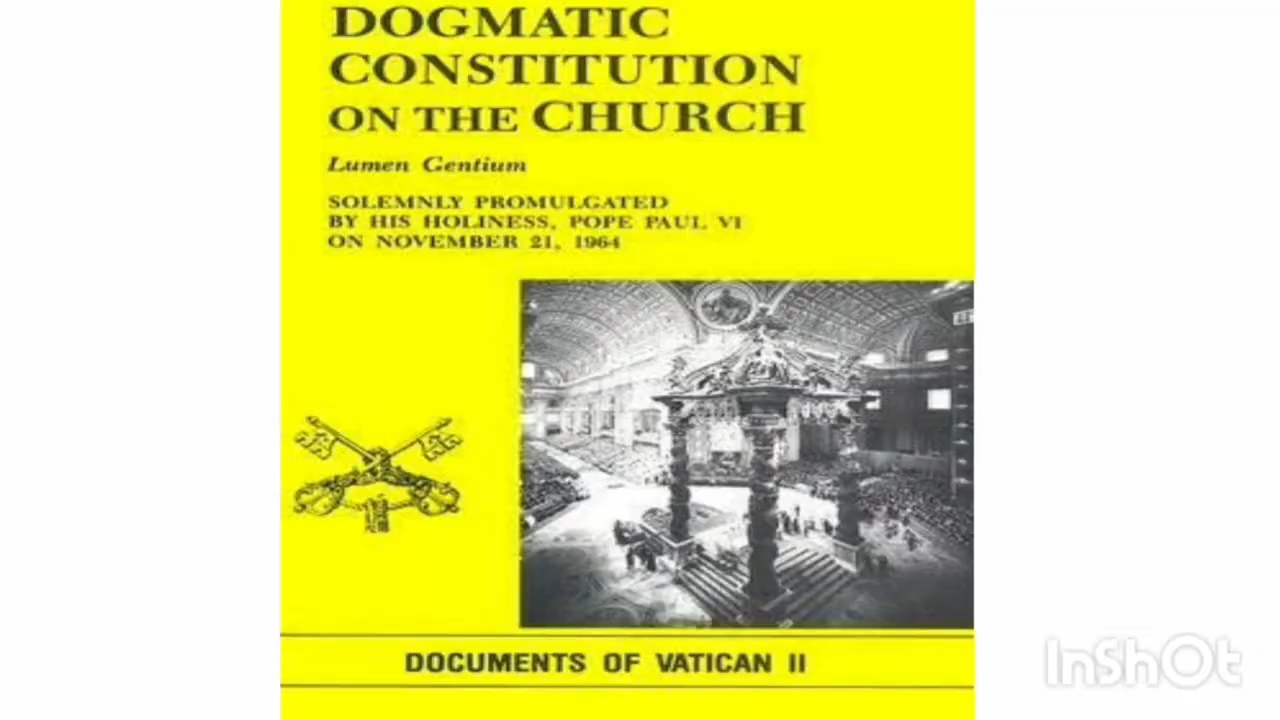 DOGMATIC
CONSTITUTION
ON THE CHURCH
Lumen Gentium
SOLEMNLY PROMULGATED
BY HIS HOLINESS, POPE PAUL VI
ON NOVEMBER 21, 1964
DOCUMENTS OF VATICAN II
InShOt